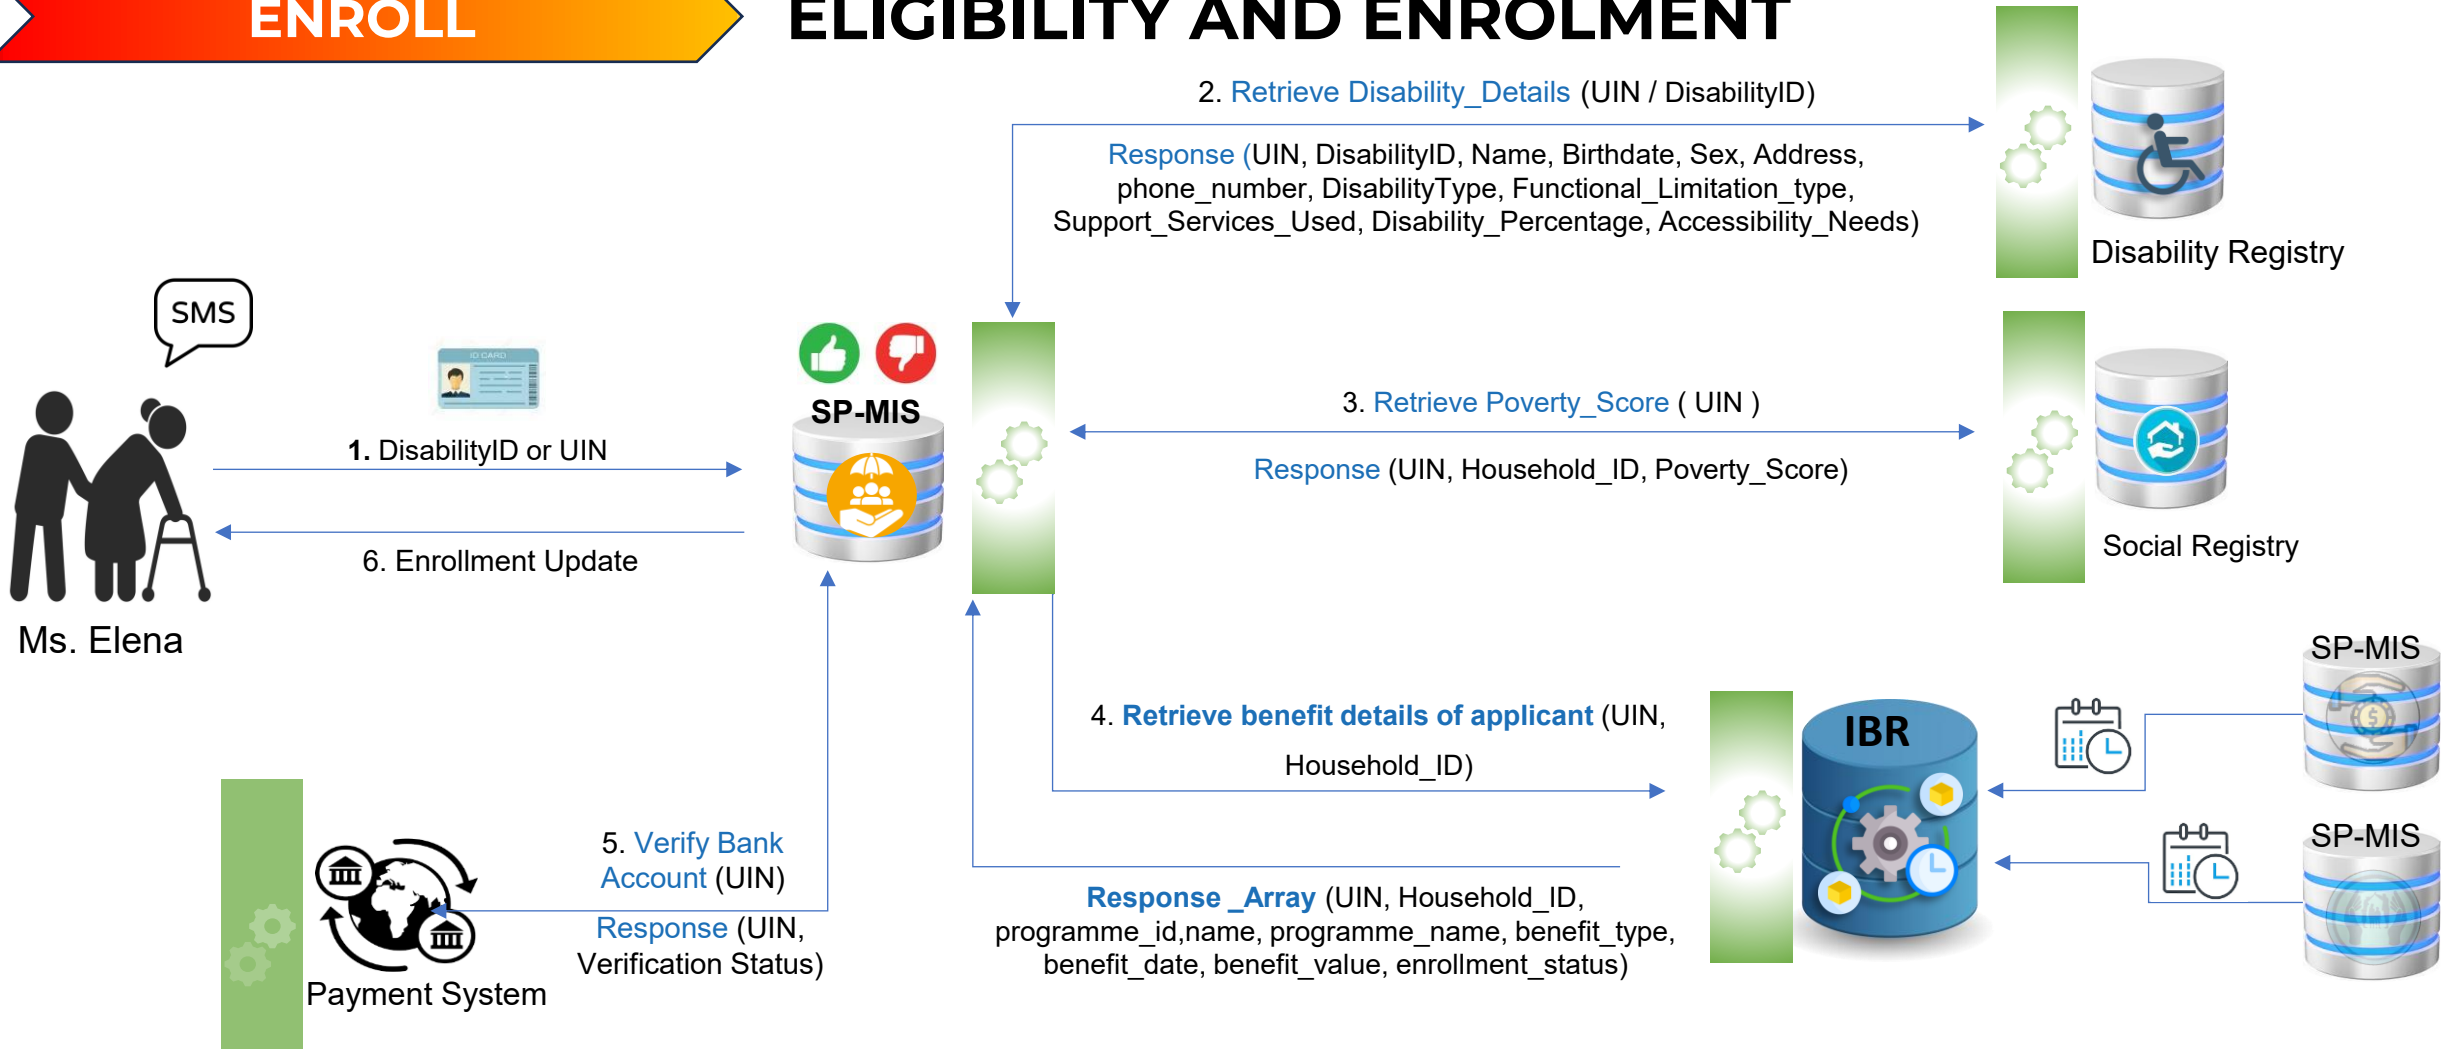 ENROLL
ELIGIBILITY AND ENROLMENT
2. Retrieve Disability_Details (UIN / DisabilityID)
Response (UIN, DisabilityID, Name, Birthdate, Sex, Address,
phone_number, DisabilityType, Functional_Limitation_type,
Support_Services_Used, Disability_Percentage, Accessibility_Needs)
Disability Registry
SMS
ID CARD
SP-MIS
1. DisabilityID or UIN
3. Retrieve Poverty_Score ( UIN )
Response (UIN, Household_ID, Poverty_Score)
Social Registry
6. Enrollment Update
Ms. Elena
4. Retrieve benefit details of applicant (UIN,
Household_ID)
IBR
SP-MIS
SP-MIS
5. Verify Bank
Account (UIN)
Response (UIN,
Verification Status)
Payment System
Response _Array (UIN, Household_ID,
programme_id,name, programme_name, benefit_type,
benefit_date, benefit_value, enrollment_status)